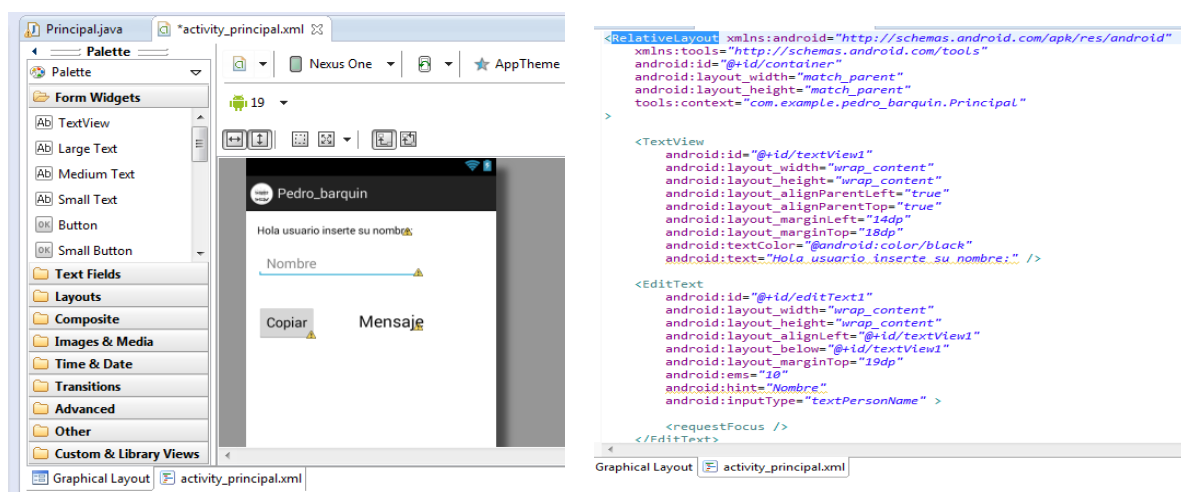 Principal.java
*activity_principal.xml
Palette
Palette
Form Widgets
Ab TextView
Ab Large Text
Ab Medium Text
Ab Small Text
OK Button
OK Small Button
Text Fields
Layouts
Composite
Images & Media
Time & Date
Transitions
Advanced
Other
Custom & Library Views
Graphical Layout
activity_principal.xml
Nexus One
AppTheme
19
Pedro_barquin
Hola usuario inserte su nombre:
Nombre
Copiar
Mensaje
<RelativeLayout xmlns:android="http://schemas.android.com/apk/res/android"
xmlns:tools="http://schemas.android.com/tools"
android:id="@+id/container"
android:layout_width="match_parent"
android:layout_height="match_parent"
tools:context="com.example.pedro_barquin.Principal"
>
<TextView
android:id="@+id/textView1"
android:layout_width="wrap_content"
android:layout_height="wrap_content"
android:layout_alignParentLeft="true"
android:layout_alignParentTop="true"
android:layout_marginLeft="14dp"
android:layout_marginTop="18dp"
android:textColor="@android:color/black"
android:text="Hola usuario inserte su nombre:" />
<EditText
android:id="@+id/editText1"
android:layout_width="wrap_content"
android:layout_height="wrap_content"
android:layout_alignLeft="@+id/textView1"
android:layout_below="@+id/textView1"
android:layout_marginTop="19dp"
android:ems="10"
android:hint="Nombre"
android:inputType="textPersonName" >
<requestFocus />
</EditText>
Graphical Layout
activity_principal.xml